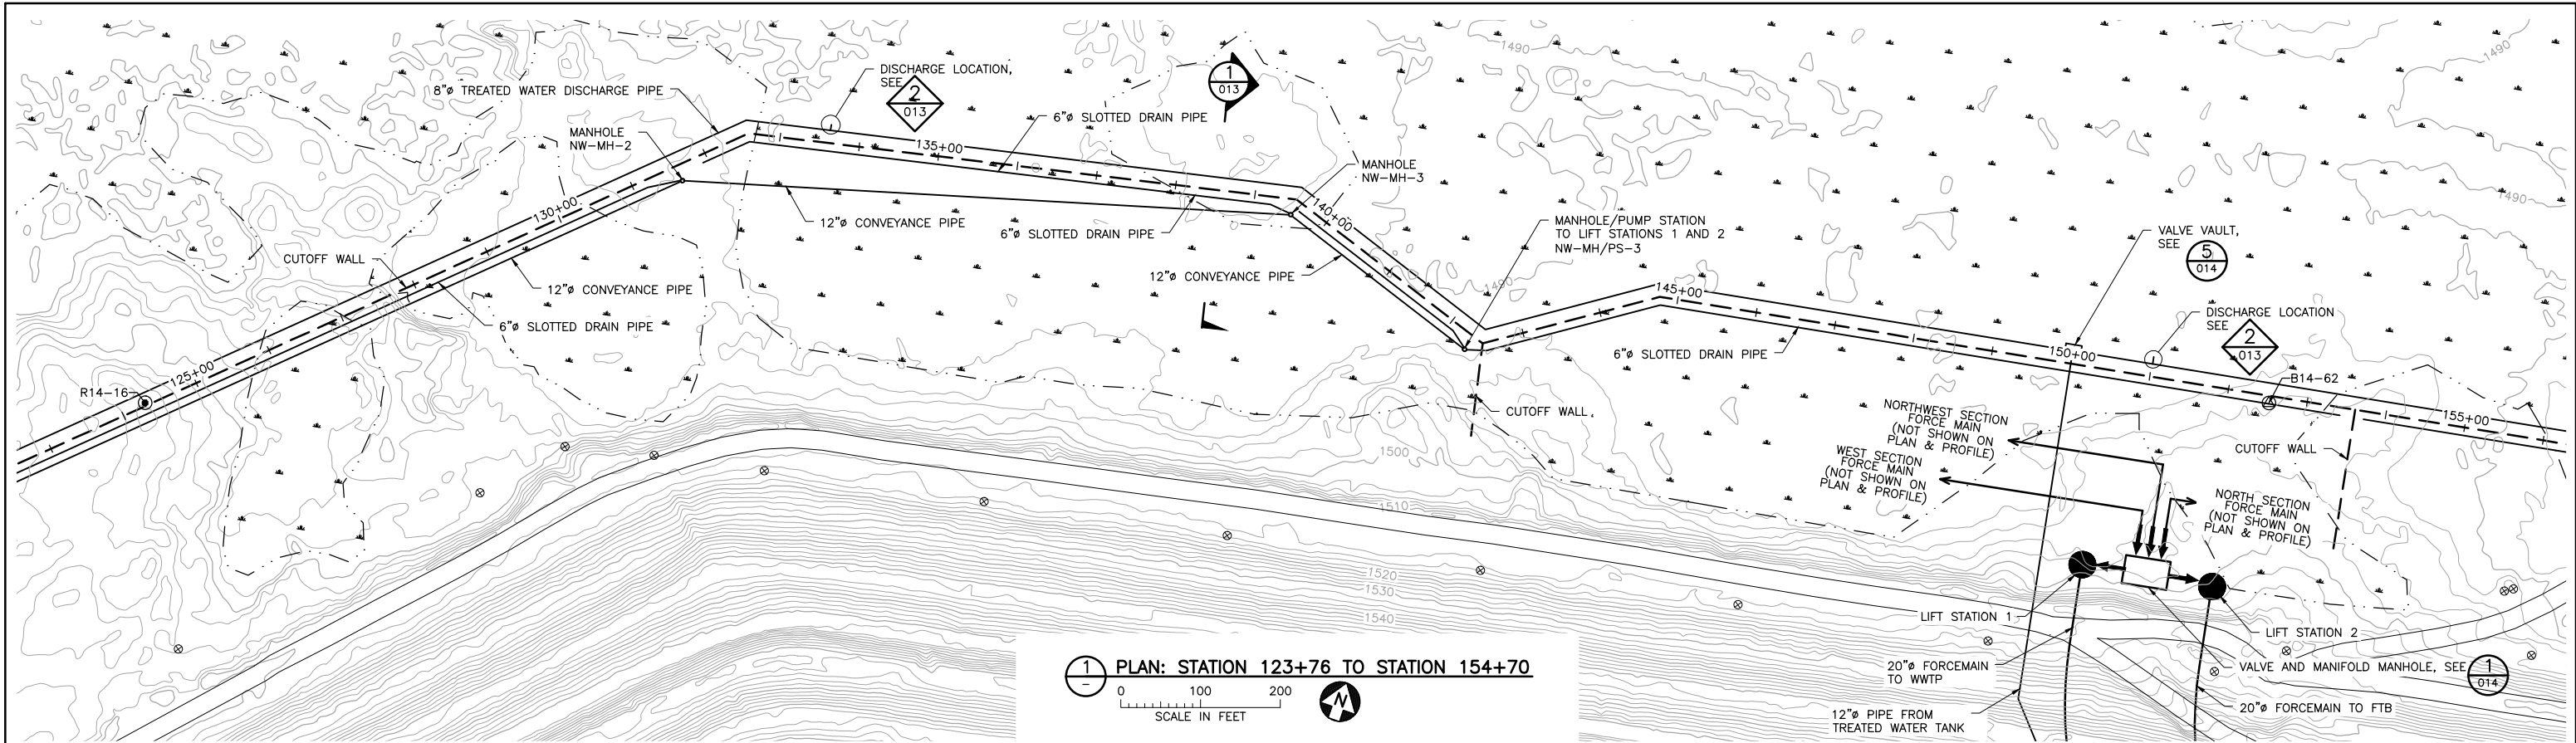 1490
1490
8"ø TREATED WATER DISCHARGE PIPE
DISCHARGE LOCATION,
SEE
2
013
1
013
6"ø SLOTTED DRAIN PIPE
MANHOLE
NW-MH-2
135+00
MANHOLE
NW-MH-3
130+00
140+00
1490
12"ø CONVEYANCE PIPE
6"ø SLOTTED DRAIN PIPE
MANHOLE/PUMP STATION
TO LIFT STATIONS 1 AND 2
NW-MH/PS-3
VALVE VAULT,
SEE
5
014
CUTOFF WALL
12"ø CONVEYANCE PIPE
12"ø CONVEYANCE PIPE
1490
145+00
6"ø SLOTTED DRAIN PIPE
DISCHARGE LOCATION
SEE
2
013
6"ø SLOTTED DRAIN PIPE
150+00
125+00
R14-16
B14-62
CUTOFF WALL
155+00
NORTHWEST SECTION
FORCE MAIN
(NOT SHOWN ON
PLAN & PROFILE)
CUTOFF WALL
1500
WEST SECTION
FORCE MAIN
(NOT SHOWN ON
PLAN & PROFILE)
NORTH SECTION
FORCE MAIN
(NOT SHOWN ON
PLAN & PROFILE)
1510
1520
1530
1540
LIFT STATION 1
LIFT STATION 2
20"ø FORCEMAIN
TO WWTP
VALVE AND MANIFOLD MANHOLE, SEE
1
014
12"ø PIPE FROM
TREATED WATER TANK
20"ø FORCEMAIN TO FTB
1
-
PLAN: STATION 123+76 TO STATION 154+70
0 100 200
SCALE IN FEET
N